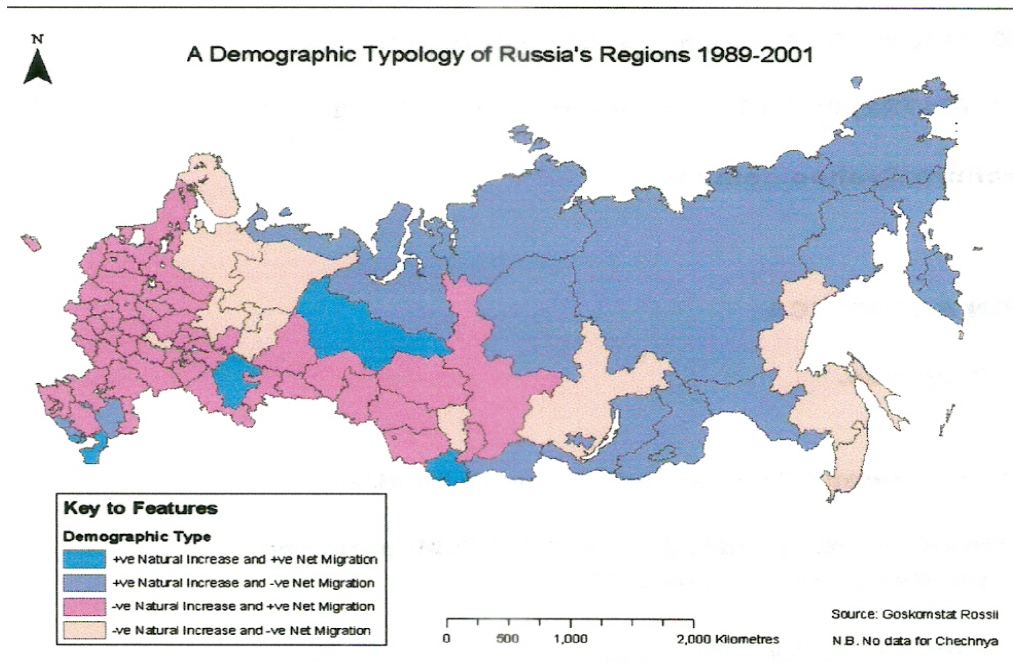 N
A Demographic Typology of Russia's Regions 1989-2001
Key to Features
Demographic Type
+ve Natural Increase and +ve Net Migration
+ve Natural Increase and -ve Net Migration
-ve Natural Increase and +ve Net Migration
-ve Natural Increase and -ve Net Migration
0 500 1,000 2,000 Kilometres
Source: Goskomstat Rossii
N.B. No data for Chechnya